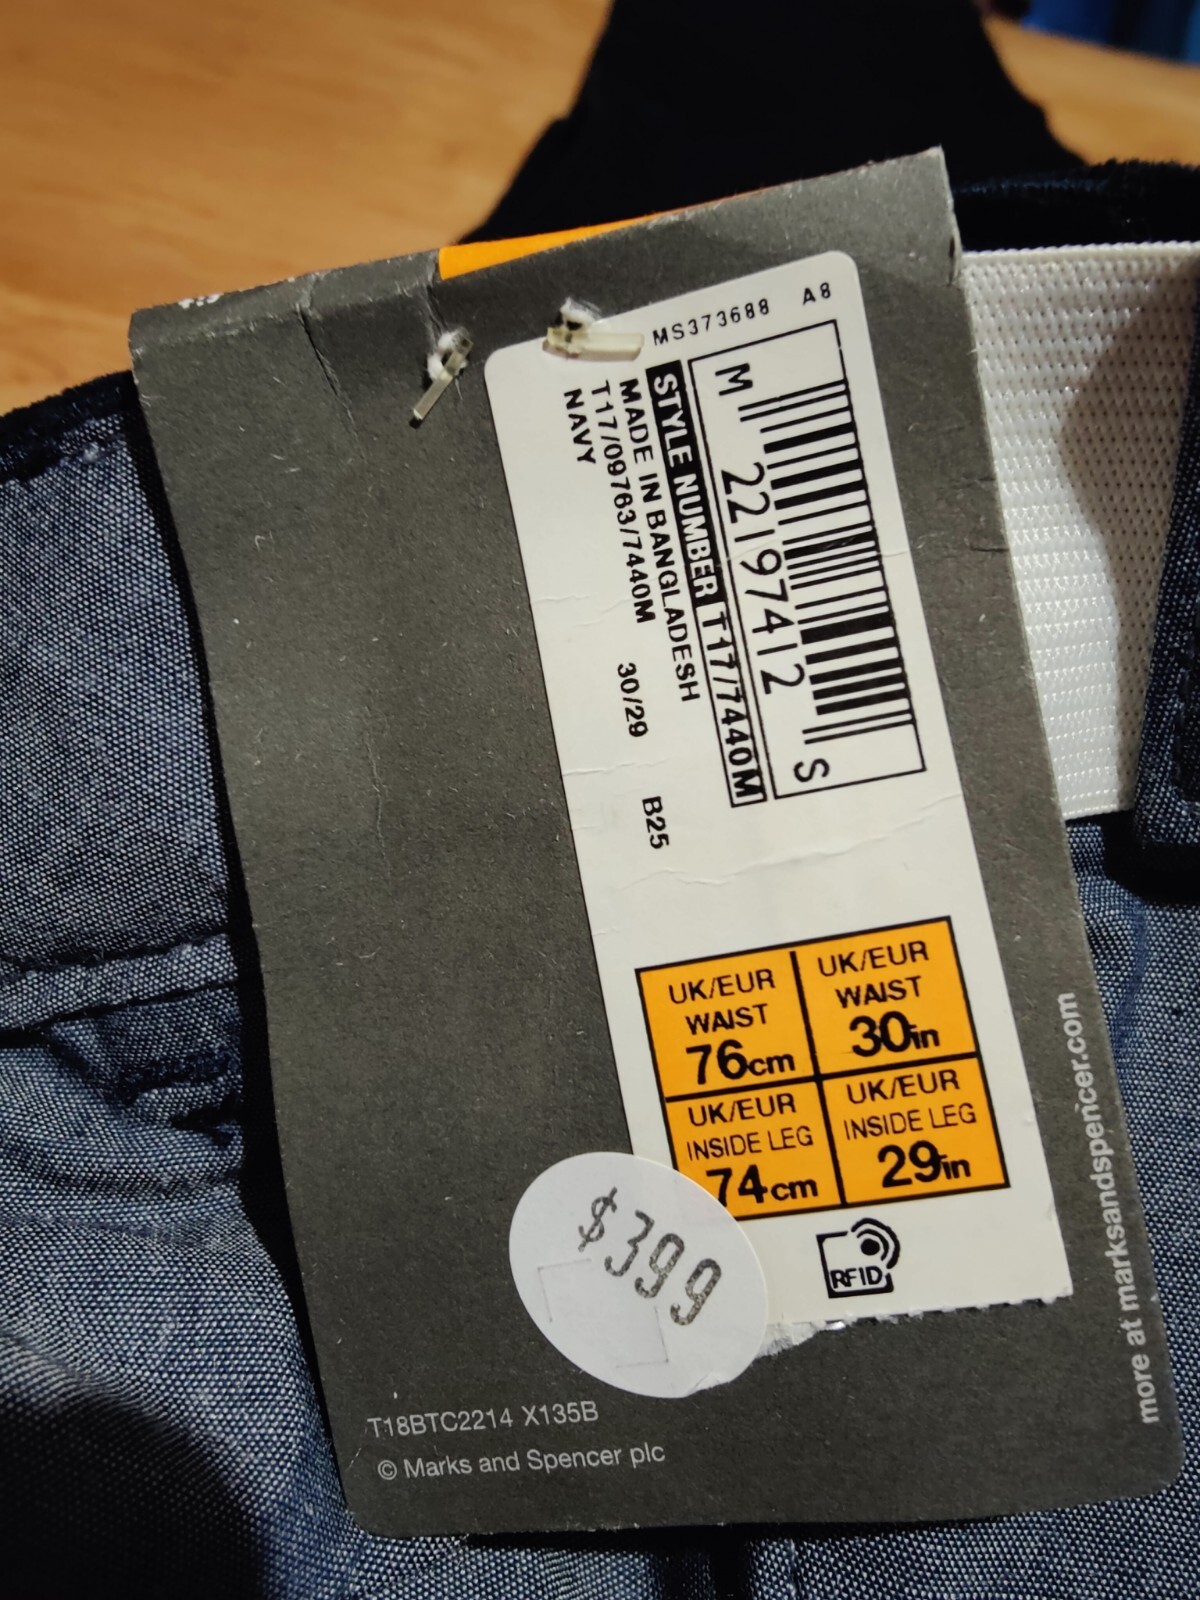 MS373688 A8
M 22197412 S
STYLE NUMBER T17/7440M
MADE IN BANGLADESH
T17/09763/7440M 30/29 B25
NAVY
UK/EUR WAIST 76cm
UK/EUR WAIST 30in
UK/EUR INSIDE LEG 74cm
UK/EUR INSIDE LEG 29in
RFID
$399
T18BTC2214 X135B
© Marks and Spencer plc
more at marksandspencer.com